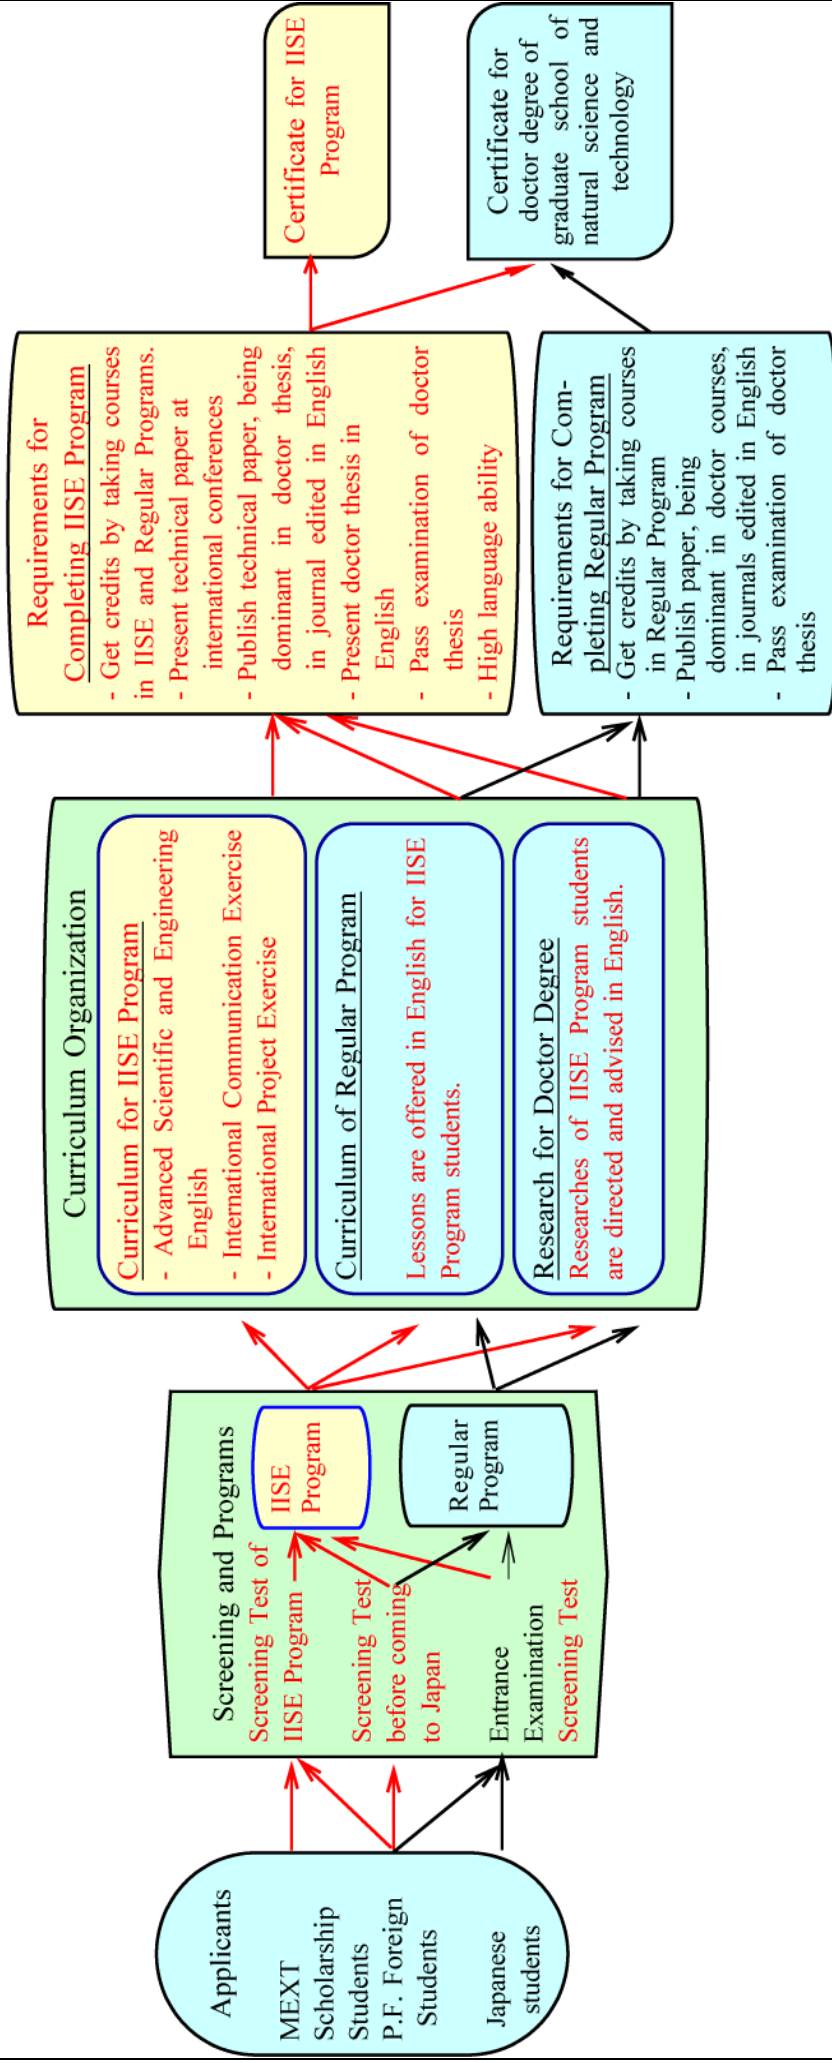 Applicants
MEXT
Scholarship
Students
P.F. Foreign
Students
Japanese
students
Screening and Programs
Screening Test of
IISE Program
Screening Test
before coming
to Japan
Entrance
Examination
Screening Test
IISE
Program
Regular
Program
Curriculum Organization
Curriculum for IISE Program
- Advanced Scientific and Engineering
English
- International Communication Exercise
- International Project Exercise
Curriculum of Regular Program
Lessons are offered in English for IISE
Program students.
Research for Doctor Degree
Researches of IISE Program students
are directed and advised in English.
Requirements for
Completing IISE Program
- Get credits by taking courses
in IISE and Regular Programs.
- Present technical paper at
international conferences
- Publish technical paper, being
dominant in doctor thesis,
in journal edited in English
- Present doctor thesis in
English
- Pass examination of doctor
thesis
- High language ability
Requirements for Com-
pleting Regular Program
- Get credits by taking courses
in Regular Program
- Publish paper, being
dominant in doctor courses,
in journals edited in English
- Pass examination of doctor
thesis
Certificate for IISE
Program
Certificate for
doctor degree of
graduate school of
natural science and
technology